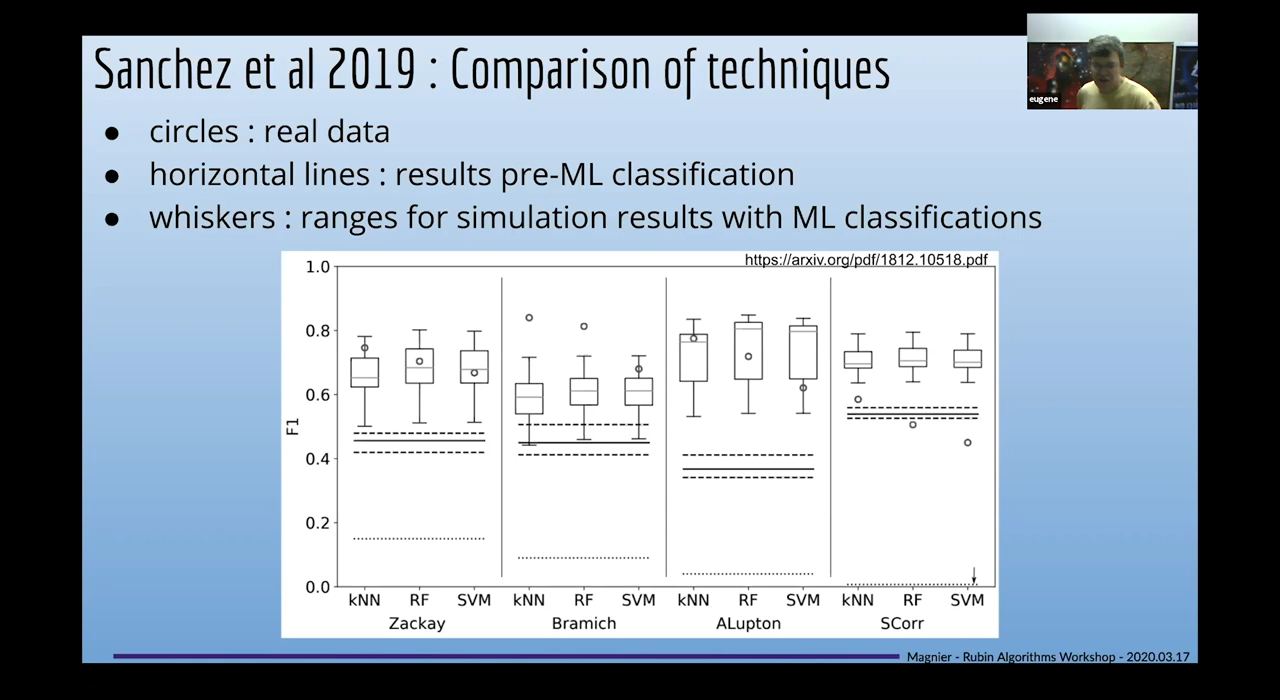 Sanchez et al 2019 : Comparison of techniques
eugene
● circles : real data
● horizontal lines : results pre-ML classification
● whiskers : ranges for simulation results with ML classifications
https://arxiv.org/pdf/1812.10518.pdf
1.0
0.8
0.6
0.4
0.2
0.0
F1
kNN RF SVM kNN RF SVM kNN RF SVM kNN RF SVM
Zackay Bramich ALupton SCorr
Magnier - Rubin Algorithms Workshop - 2020.03.17